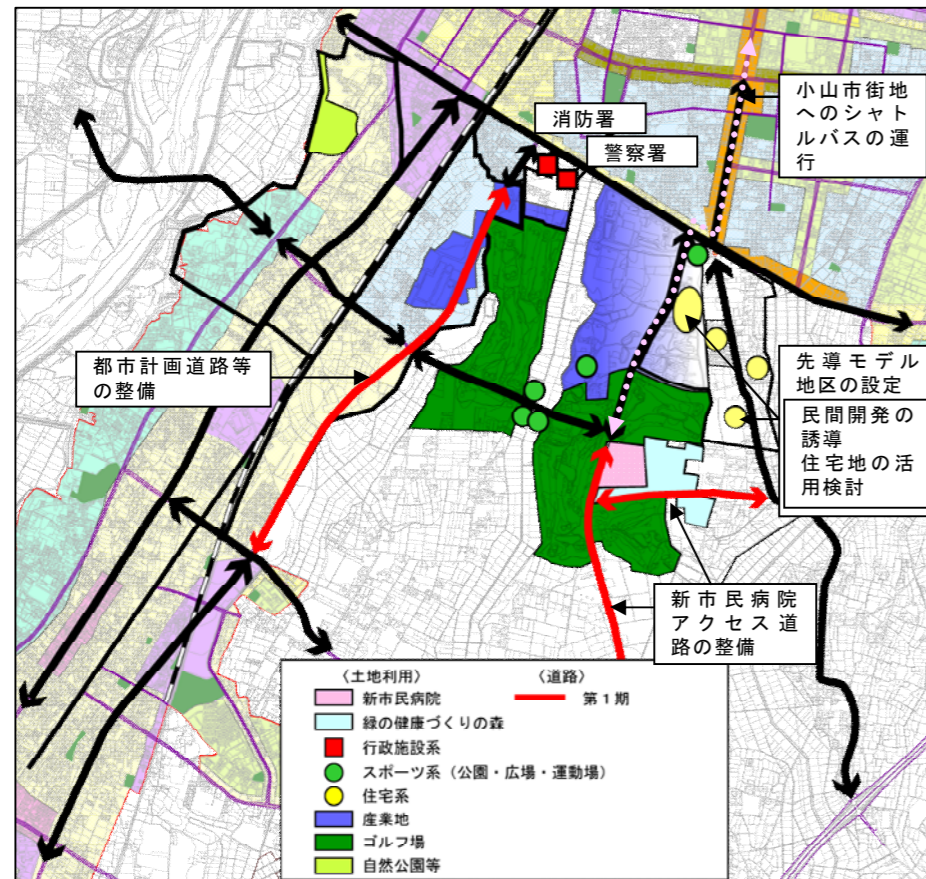 小山市街地
へのシャト
ルバスの運
行
消防署
警察署
都市計画道路等
の整備
先導モデル
地区の設定
民間開発の
誘導
住宅地の活
用検討
新市民病院
アクセス道
路の整備
〈土地利用〉
〈道路〉
新市民病院
第1期
緑の健康づくりの森
行政施設系
スポーツ系（公園・広場・運動場）
住宅系
産業地
ゴルフ場
自然公園等